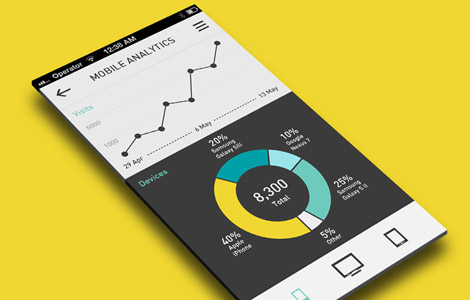 Operator 12:38 AM
MOBILE ANALYTICS
Visits
5000
1000
29 Apr
6 May
13 May
Devices
20%
Samsung
Galaxy SIII
10%
Google
Nexus 7
8,300
Total
25%
Samsung
Galaxy S II
40%
Apple
iPhone
5%
Other